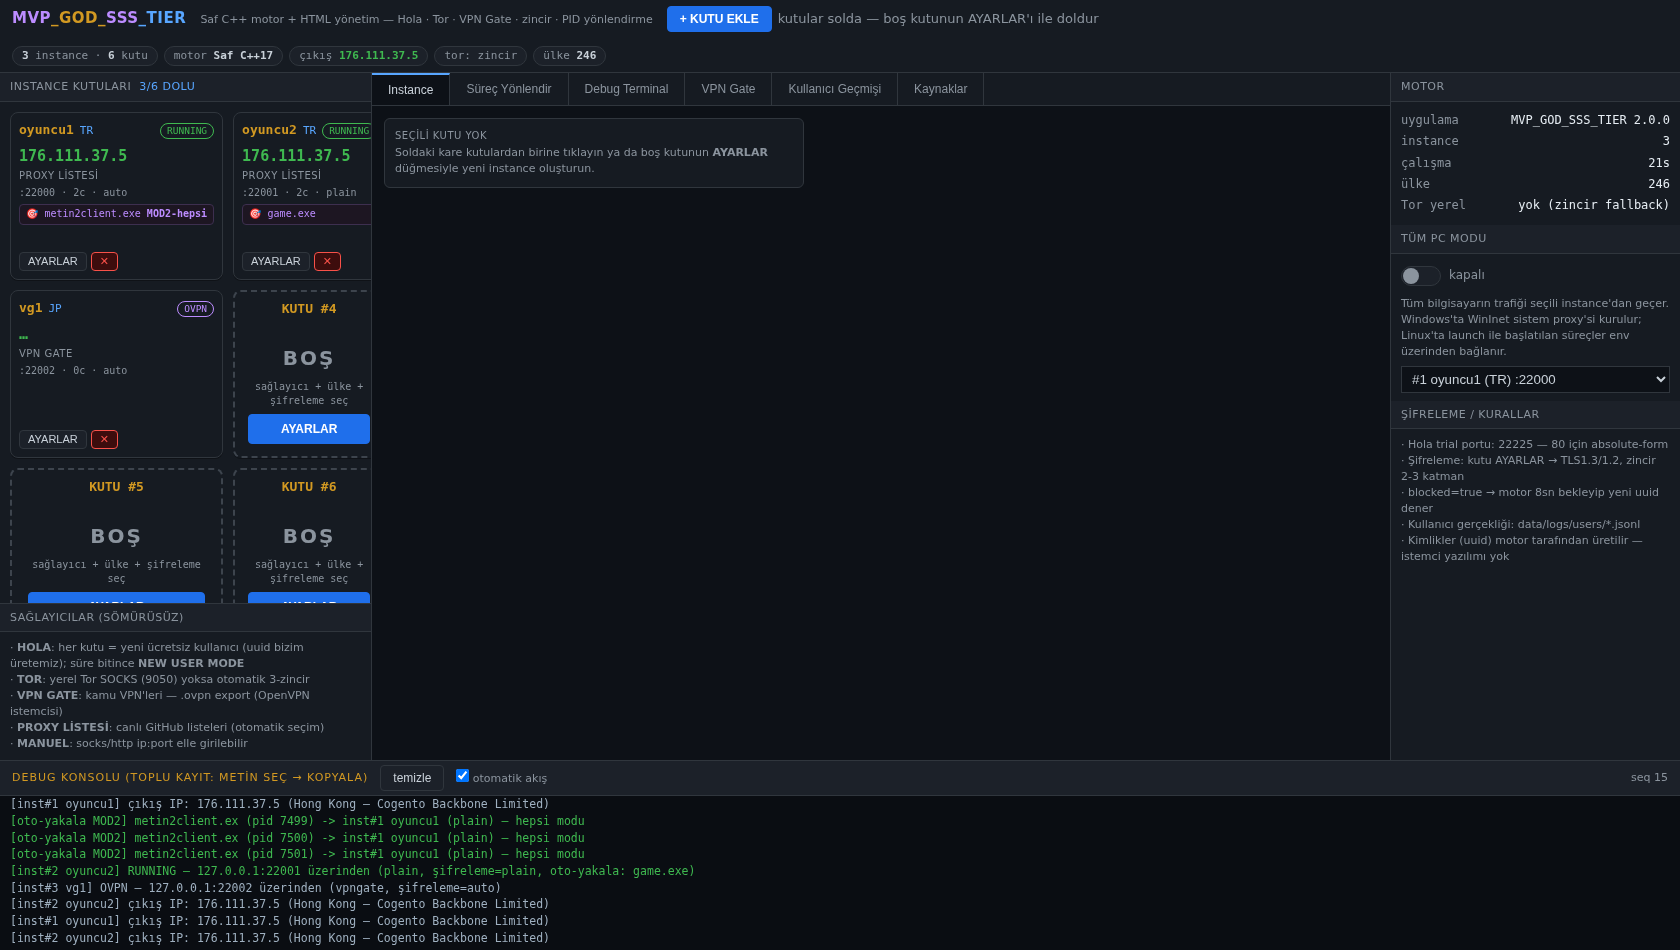 MVP_GOD_SSS_TIER Saf C++ motor + HTML yönetim — Hola · Tor · VPN Gate · zincir · PID yönlendirme + KUTU EKLE kutular solda — boş kutunun AYARLAR'ı ile doldur
3 instance · 6 kutu motor Saf C++17 çıkış 176.111.37.5 tor: zincir ülke 246
INSTANCE KUTULARI 3/6 DOLU
oyuncu1 TR RUNNING
176.111.37.5
PROXY LİSTESİ
:22000 · 2c · auto
🎯 metin2client.exe MOD2-hepsi
AYARLAR ✕
oyuncu2 TR RUNNING
176.111.37.5
PROXY LİSTESİ
:22001 · 2c · plain
🎯 game.exe
AYARLAR ✕
vg1 JP OVPN
…
VPN GATE
:22002 · 0c · auto
AYARLAR ✕
KUTU #4
BOŞ
sağlayıcı + ülke +
şifreleme seç
AYARLAR
KUTU #5
BOŞ
sağlayıcı + ülke + şifreleme
seç
AYARLAR
KUTU #6
BOŞ
sağlayıcı + ülke +
şifreleme seç
AYARLAR
SAĞLAYICILAR (SÖMÜRÜSÜZ)
· HOLA: her kutu = yeni ücretsiz kullanıcı (uuid bizim
üretemiz); süre bitince NEW USER MODE
· TOR: yerel Tor SOCKS (9050) yoksa otomatik 3-zincir
· VPN GATE: kamu VPN'leri — .ovpn export (OpenVPN
istemcisi)
· PROXY LİSTESİ: canlı GitHub listeleri (otomatik seçim)
· MANUEL: socks/http ip:port elle girilebilir
Instance Süreç Yönlendir Debug Terminal VPN Gate Kullanıcı Geçmişi Kaynaklar
SEÇİLİ KUTU YOK
Soldaki kare kutulardan birine tıklayın ya da boş kutunun AYARLAR
düğmesiyle yeni instance oluşturun.
MOTOR
uygulama MVP_GOD_SSS_TIER 2.0.0
instance 3
çalışma 21s
ülke 246
Tor yerel yok (zincir fallback)
TÜM PC MODU
kapalı
Tüm bilgisayarın trafiği seçili instance'dan geçer.
Windows'ta WinInet sistem proxy'si kurulur;
Linux'ta launch ile başlatılan süreçler env
üzerinden bağlanır.
#1 oyuncu1 (TR) :22000
ŞİFRELEME / KURALLAR
· Hola trial portu: 22225 — 80 için absolute-form
· Şifreleme: kutu AYARLAR → TLS1.3/1.2, zincir
2-3 katman
· blocked=true → motor 8sn bekleyip yeni uuid
dener
· Kullanıcı gerçekliği: data/logs/users/*.jsonl
· Kimlikler (uuid) motor tarafından üretilir —
istemci yazılımı yok
DEBUG KONSOLU (TOPLU KAYIT: METİN SEÇ → KOPYALA) temizle otomatik akış seq 15
[inst#1 oyuncu1] çıkış IP: 176.111.37.5 (Hong Kong — Cogento Backbone Limited)
[oto-yakala MOD2] metin2client.ex (pid 7499) -> inst#1 oyuncu1 (plain) — hepsi modu
[oto-yakala MOD2] metin2client.ex (pid 7500) -> inst#1 oyuncu1 (plain) — hepsi modu
[oto-yakala MOD2] metin2client.ex (pid 7501) -> inst#1 oyuncu1 (plain) — hepsi modu
[inst#2 oyuncu2] RUNNING — 127.0.0.1:22001 üzerinden (plain, şifreleme=plain, oto-yakala: game.exe)
[inst#3 vg1] OVPN — 127.0.0.1:22002 üzerinden (vpngate, şifreleme=auto)
[inst#2 oyuncu2] çıkış IP: 176.111.37.5 (Hong Kong — Cogento Backbone Limited)
[inst#1 oyuncu1] çıkış IP: 176.111.37.5 (Hong Kong — Cogento Backbone Limited)
[inst#2 oyuncu2] çıkış IP: 176.111.37.5 (Hong Kong — Cogento Backbone Limited)